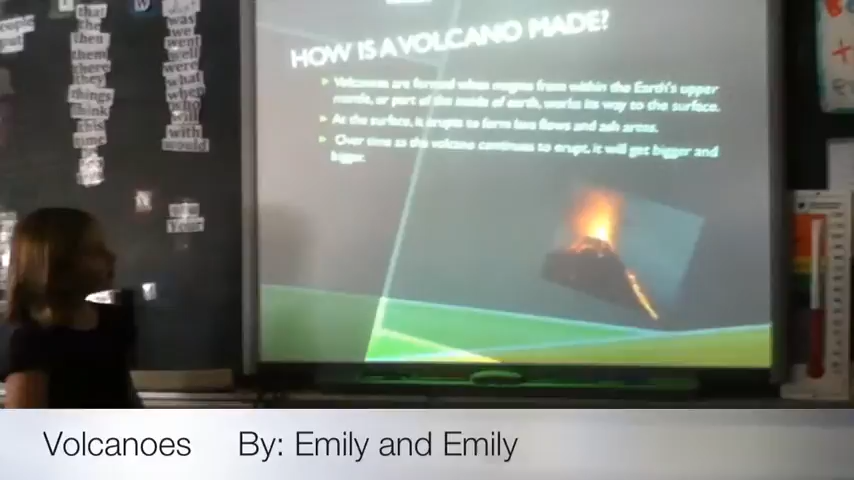 that
the
then
them
there
they
things
think
this
time
was
we
went
well
were
what
when
who
will
with
would
W
N
HOW IS A VOLCANO MADE?
Volcanoes are formed when magma from within the Earth's upper
mantle, or part of the inside of earth, works its way to the surface.
At the surface, it erupts to form lava flows and ash areas.
Over time as the volcano continues to erupt, it will get bigger and
bigger.
Volcanoes By: Emily and Emily